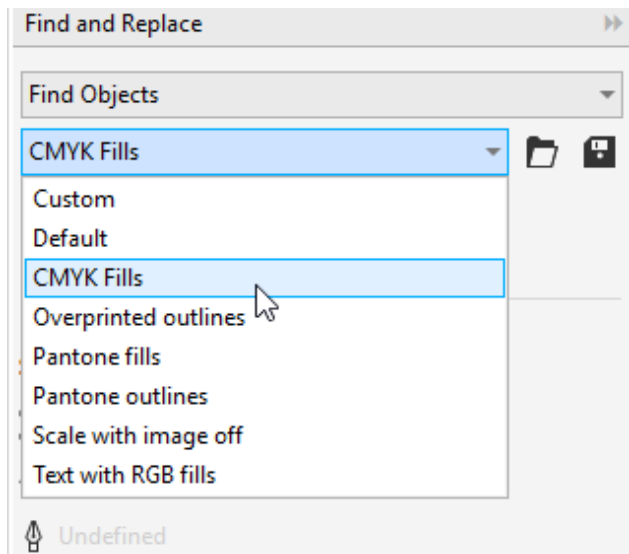 Find and Replace
Find Objects
CMYK Fills
Custom
Default
CMYK Fills
Overprinted outlines
Pantone fills
Pantone outlines
Scale with image off
Text with RGB fills
Undefined